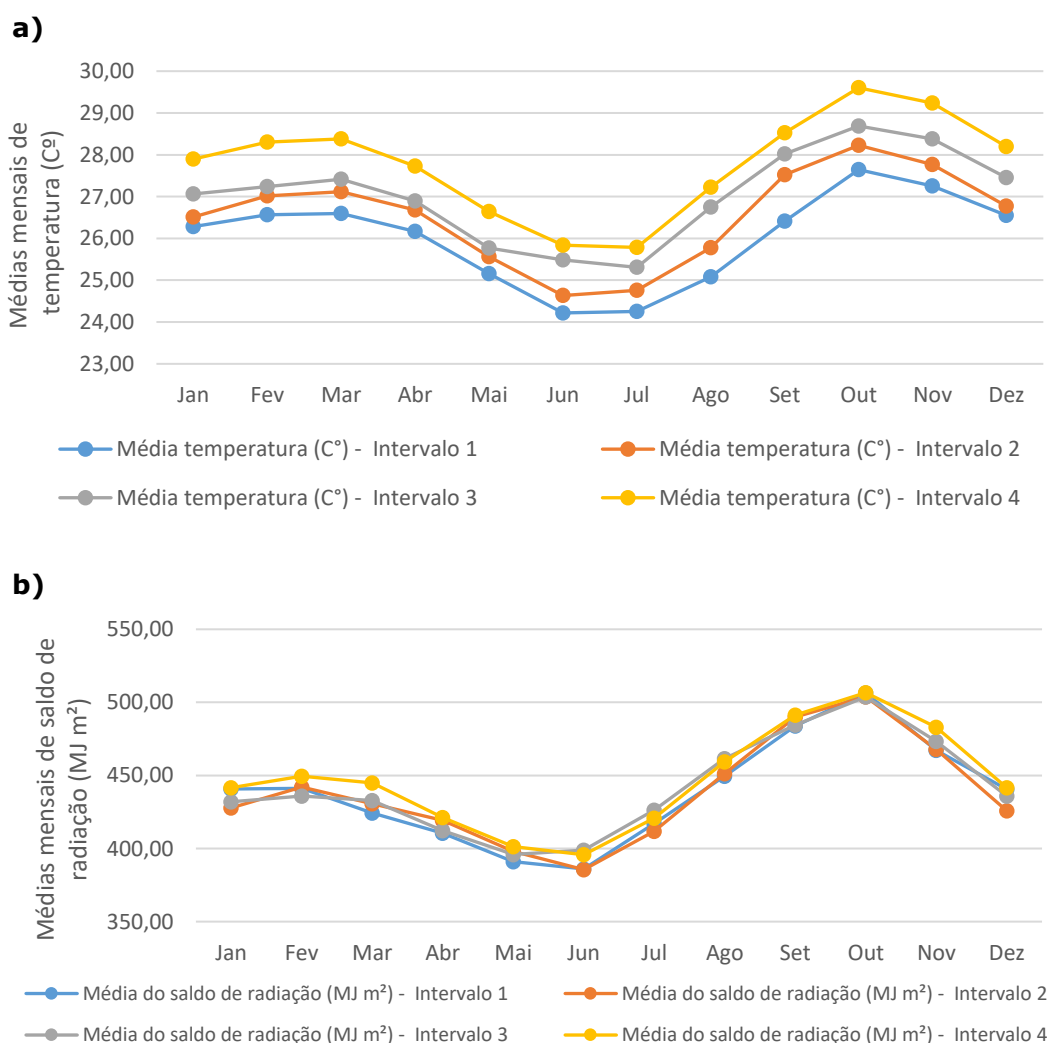 a)
Médias mensais de
temperatura (Cº)
30,00
29,00
28,00
27,00
26,00
25,00
24,00
23,00
Jan Fev Mar Abr Mai Jun Jul Ago Set Out Nov Dez
Média temperatura (C°) -  Intervalo 1
Média temperatura (C°) -  Intervalo 2
Média temperatura (C°) -  Intervalo 3
Média temperatura (C°) -  Intervalo 4
b)
Médias mensais de saldo de
radiação (MJ m²)
550,00
500,00
450,00
400,00
350,00
Jan Fev Mar Abr Mai Jun Jul Ago Set Out Nov Dez
Média do saldo de radiação (MJ m²) -  Intervalo 1
Média do saldo de radiação (MJ m²) -  Intervalo 2
Média do saldo de radiação (MJ m²) -  Intervalo 3
Média do saldo de radiação (MJ m²) -  Intervalo 4